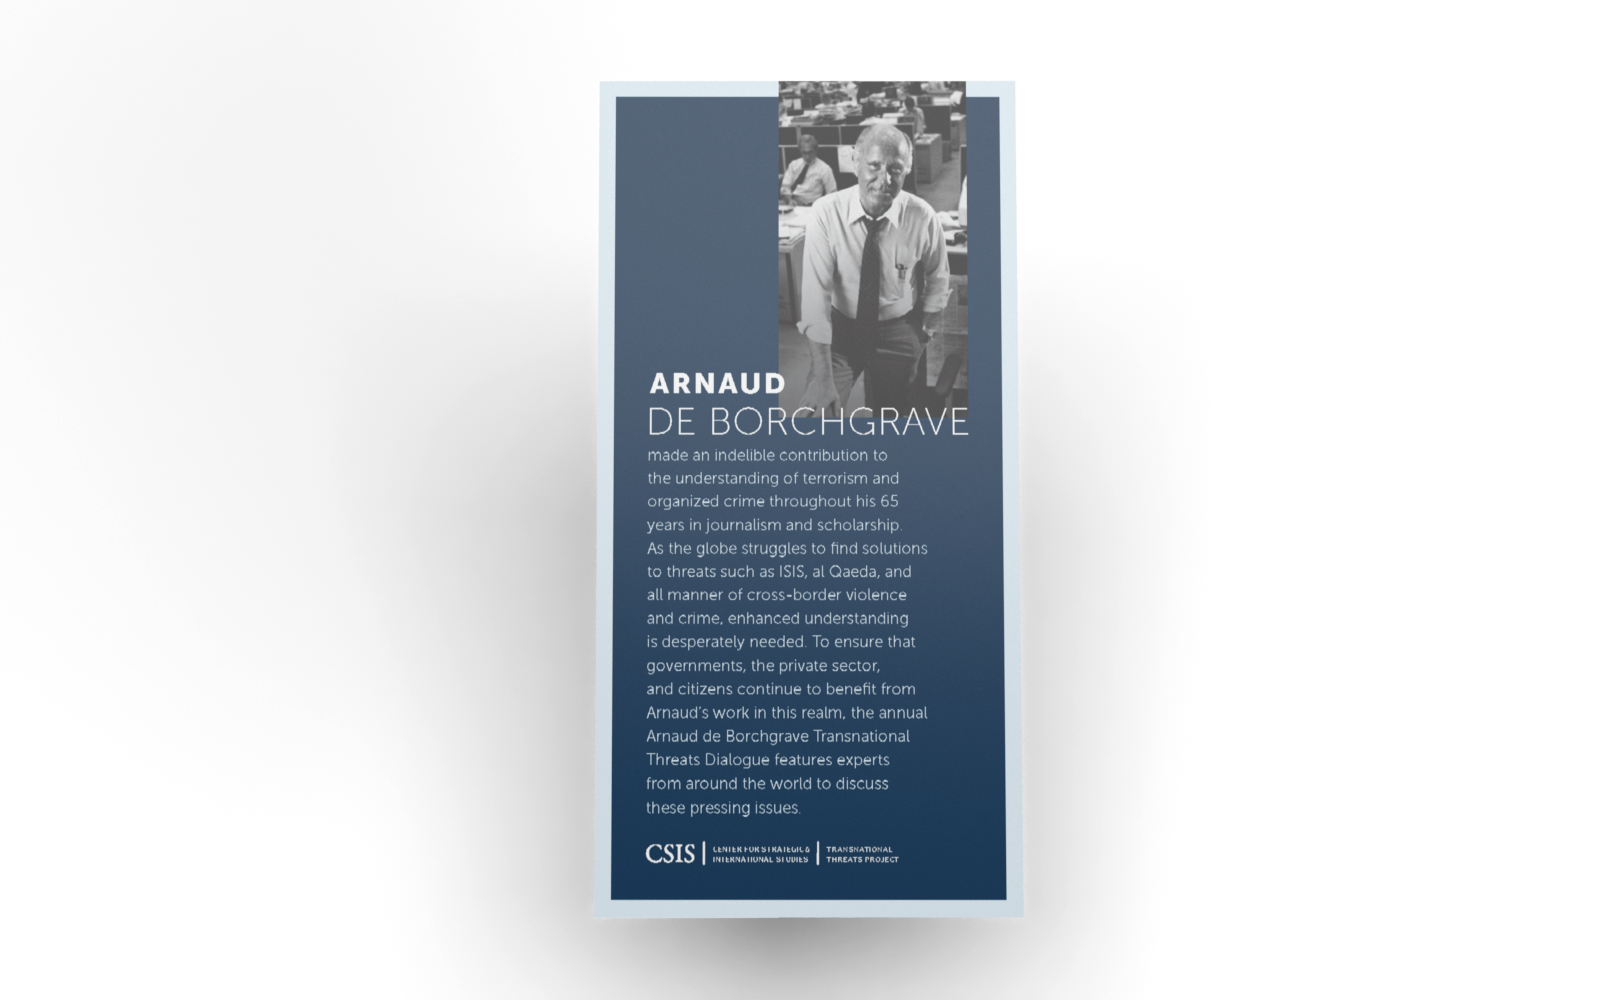 ARNAUD
DE BORCHGRAVE
made an indelible contribution to
the understanding of terrorism and
organized crime throughout his 65
years in journalism and scholarship.
As the globe struggles to find solutions
to threats such as ISIS, al Qaeda, and
all manner of cross-border violence
and crime, enhanced understanding
is desperately needed. To ensure that
governments, the private sector,
and citizens continue to benefit from
Arnaud's work in this realm, the annual
Arnaud de Borchgrave Transnational
Threats Dialogue features experts
from around the world to discuss
these pressing issues.
CSIS | CENTER FOR STRATEGIC & | TRANSNATIONAL
INTERNATIONAL STUDIES | THREATS PROJECT